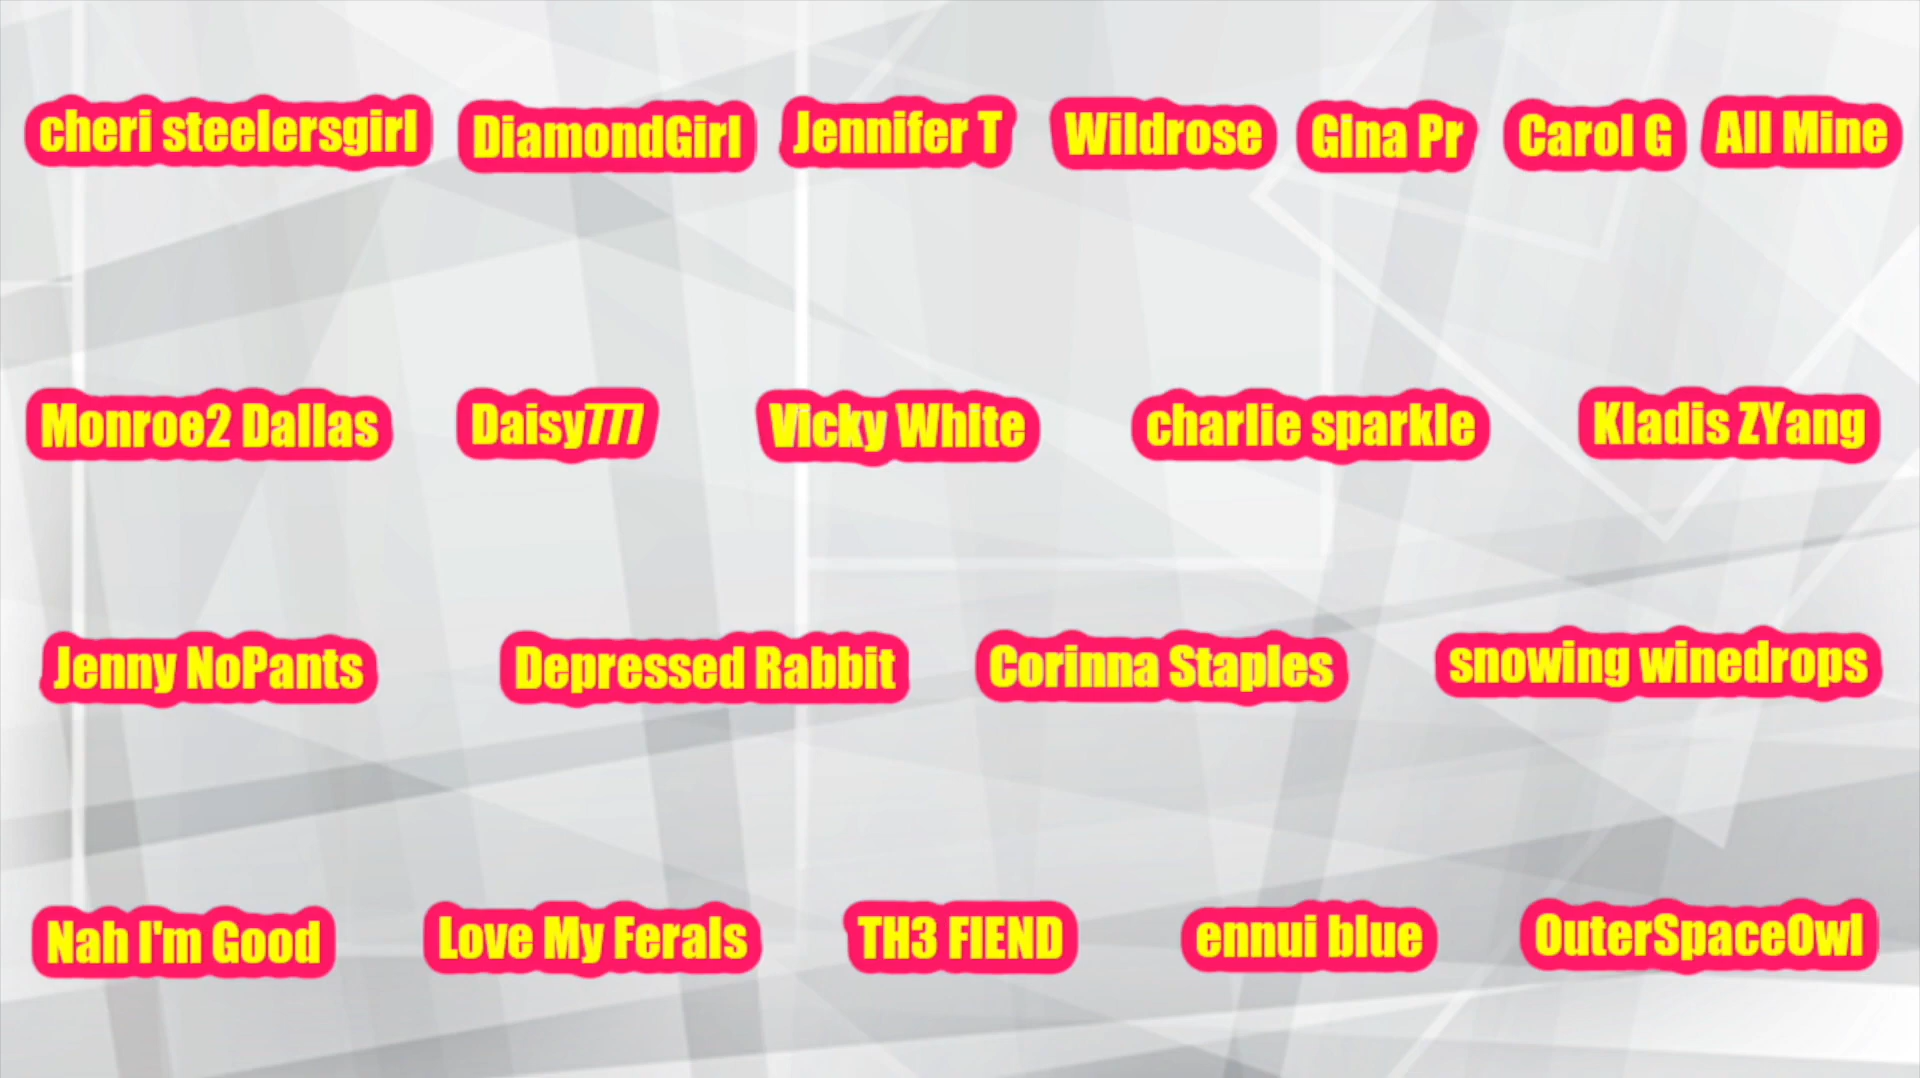 cheri steelersgirl DiamondGirl Jennifer T Wildrose Gina Pr Carol G All Mine
Monroe2 Dallas Daisy777 Vicky White charlie sparkle Kladis ZYang
Jenny NoPants Depressed Rabbit Corinna Staples snowing winedrops
Nah I'm Good Love My Ferals TH3 FIEND ennui blue OuterSpaceOwl